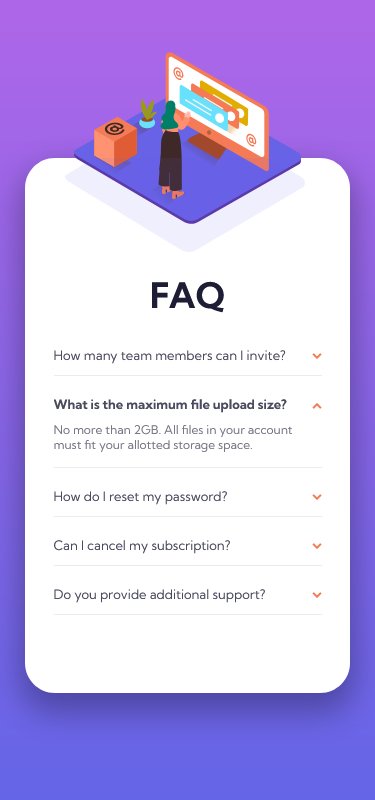 @
@
@
FAQ
How many team members can I invite?
What is the maximum file upload size?
No more than 2GB. All files in your account
must fit your allotted storage space.
How do I reset my password?
Can I cancel my subscription?
Do you provide additional support?